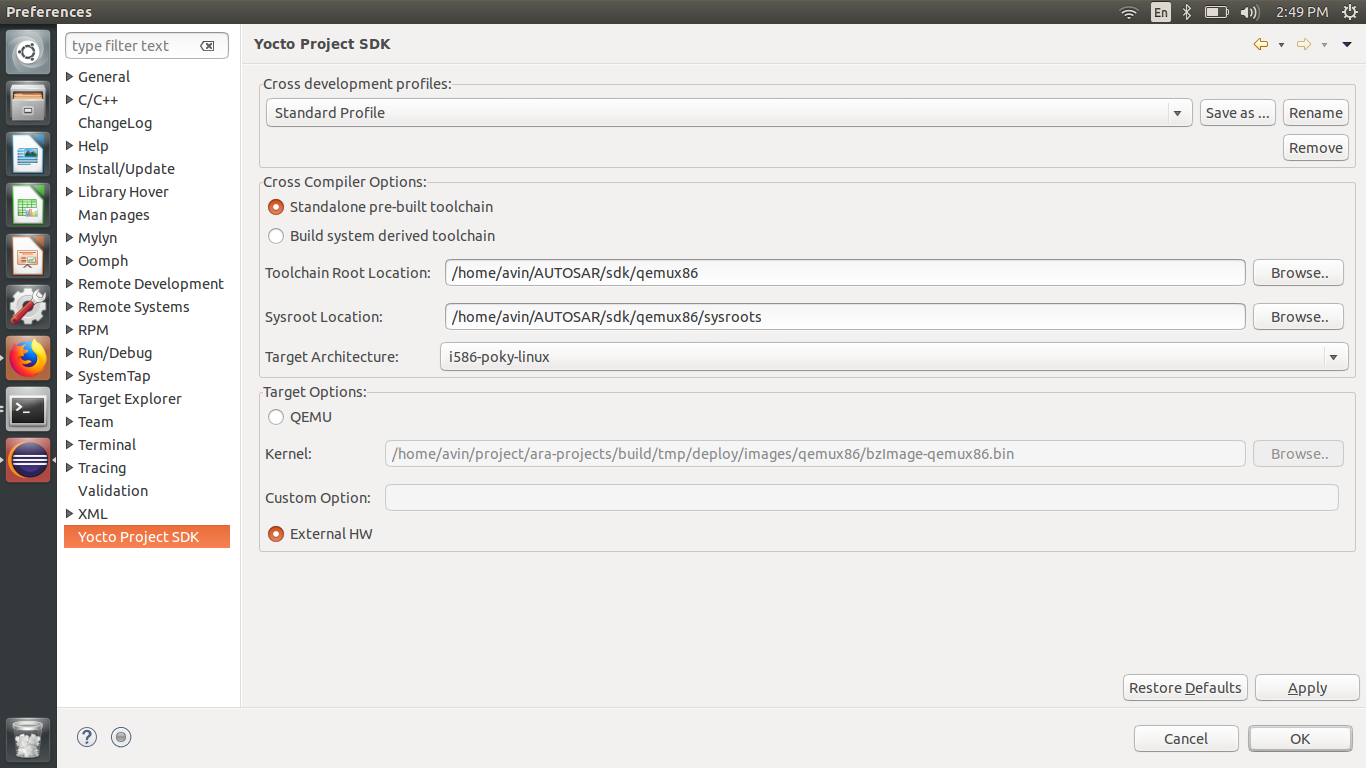 Preferences
En
2:49 PM
type filter text
General
C/C++
ChangeLog
Help
Install/Update
Library Hover
Man pages
Mylyn
Oomph
Remote Development
Remote Systems
RPM
Run/Debug
SystemTap
Target Explorer
Team
Terminal
Tracing
Validation
XML
Yocto Project SDK
Yocto Project SDK
Cross development profiles:
Standard Profile
Save as ...
Rename
Remove
Cross Compiler Options:
Standalone pre-built toolchain
Build system derived toolchain
Toolchain Root Location: /home/avin/AUTOSAR/sdk/qemux86 Browse..
Sysroot Location: /home/avin/AUTOSAR/sdk/qemux86/sysroots Browse..
Target Architecture: i586-poky-linux
Target Options:
QEMU
Kernel: /home/avin/project/ara-projects/build/tmp/deploy/images/qemux86/bzImage-qemux86.bin Browse..
Custom Option:
External HW
Restore Defaults
Apply
?
Cancel
OK